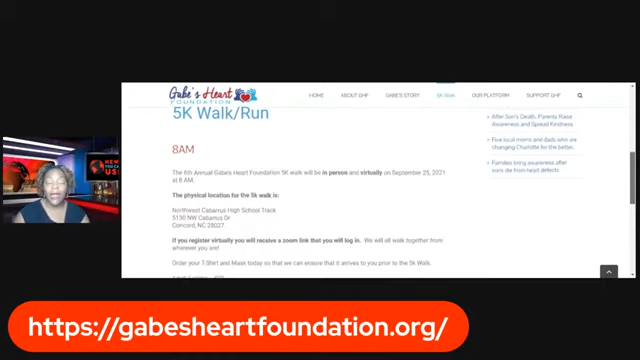 Gabe's Heart
FOUNDATION
HOME
ABOUT GHF
GABE'S STORY
5K Walk
OUR PLATFORM
SUPPORT GHF
5K Walk/Run
8AM
The 6th Annual Gabe's Heart Foundation 5K walk will be in person and virtually on September 25, 2021
at 8 AM.
The physical location for the 5k walk is:
Northwest Cabarrus High School Track
5130 NW Cabarrus Dr
Concord, NC 28027.
If you register virtually you will receive a zoom link that you will log in. We will all walk together from
wherever you are!
Order your T-Shirt and Mask today so that we can ensure that it arrives to you prior to the 5k Walk.
After Son's Death, Parents Raise
Awareness and Spread Kindness
Five local moms and dads who are
changing Charlotte for the better.
Families bring awareness after
sons die from heart defects
NEWS
YOU CAN
USE
https://gabesheartfoundation.org/